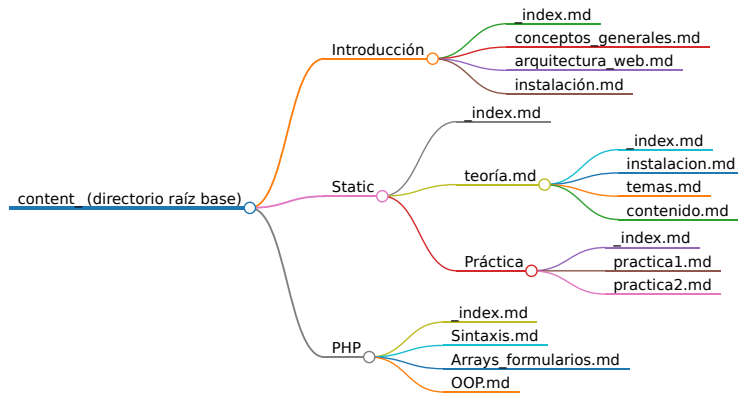 content_ (directorio raíz base)
Introducción
_index.md
conceptos_generales.md
arquitectura_web.md
instalación.md
Static
_index.md
teoría.md
_index.md
instalacion.md
temas.md
contenido.md
Práctica
_index.md
practica1.md
practica2.md
PHP
_index.md
Sintaxis.md
Arrays_formularios.md
OOP.md